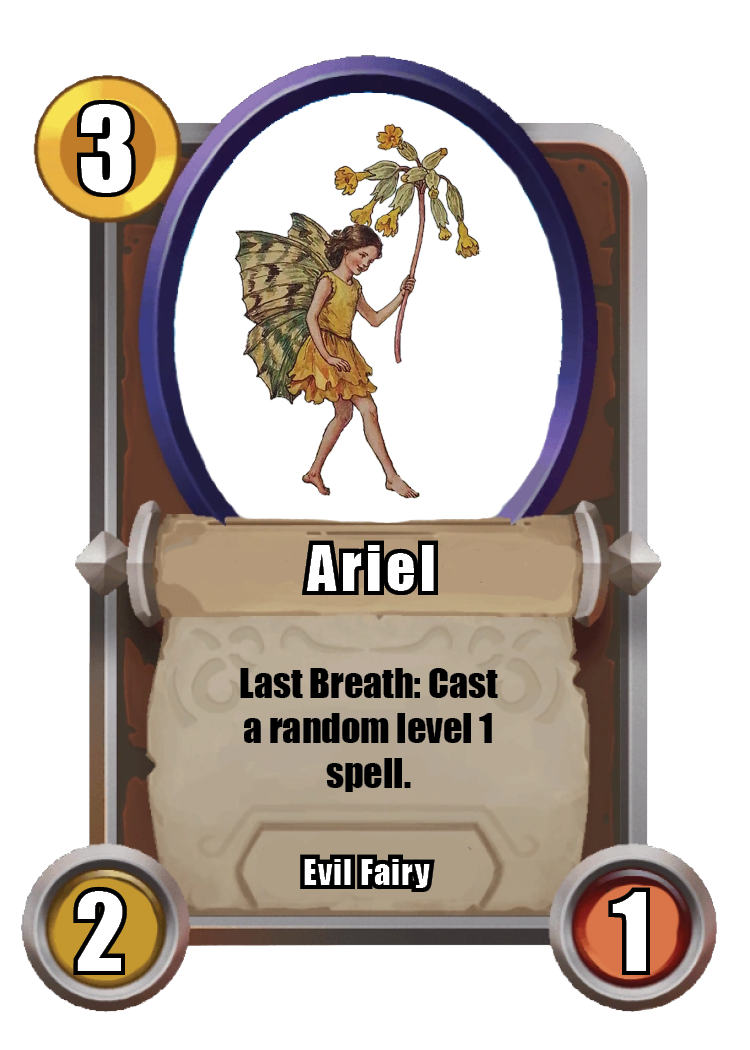 3
Ariel
Last Breath: Cast
a random level 1
spell.
Evil Fairy
2
1